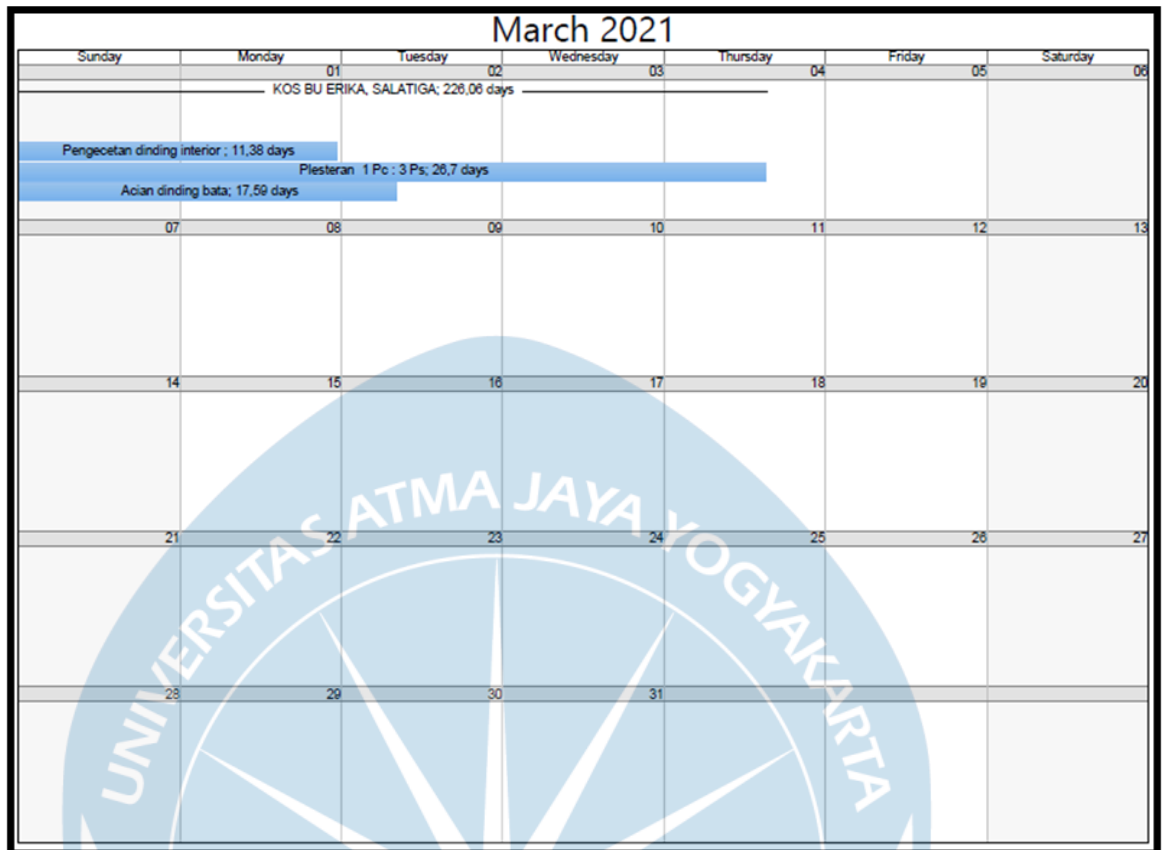 March 2021
Sunday Monday Tuesday Wednesday Thursday Friday Saturday
01 02 03 04 05 06
KOS BU ERIKA, SALATIGA; 226,06 days
Pengecetan dinding interior ; 11,38 days
Plesteran 1 Pc : 3 Ps; 26,7 days
Acian dinding bata; 17,59 days
07 08 09 10 11 12 13
14 15 16 17 18 19 20
21 22 23 24 25 26 27
28 29 30 31
UNIVERSITAS ATMA JAYA YOGYAKARTA